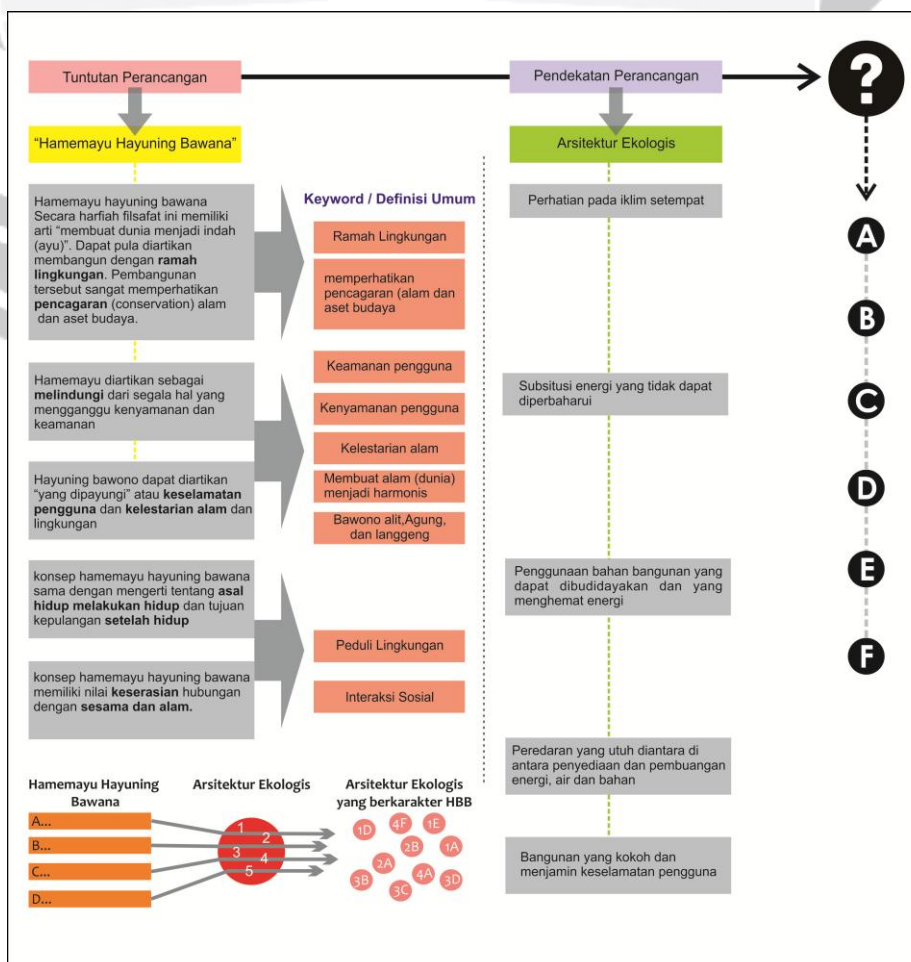 Tuntutan Perancangan
Pendekatan Perancangan
?
“Hamemayu Hayuning Bawana”
Arsitektur Ekologis
Hamemayu hayuning bawana
Secara harfiah filsafat ini memiliki
arti “membuat dunia menjadi indah
(ayu)”. Dapat pula diartikan
membangun dengan ramah
lingkungan. Pembangunan
tersebut sangat memperhatikan
pencagaran (conservation) alam
dan aset budaya.
Hamemayu diartikan sebagai
melindungi dari segala hal yang
mengganggu kenyamanan dan
keamanan
Hayuning bawono dapat diartikan
“yang dipayungi” atau keselamatan
pengguna dan kelestarian alam dan
lingkungan
konsep hamemayu hayuning bawana
sama dengan mengerti tentang asal
hidup melakukan hidup dan tujuan
kepulangan setelah hidup
konsep hamemayu hayuning bawana
memiliki nilai keserasian hubungan
dengan sesama dan alam.
Keyword / Definisi Umum
Ramah Lingkungan
memperhatikan
pencagaran (alam dan
aset budaya
Keamanan pengguna
Kenyamanan pengguna
Kelestarian alam
Membuat alam (dunia)
menjadi harmonis
Bawono alit,Agung,
dan langgeng
Peduli Lingkungan
Interaksi Sosial
Perhatian pada iklim setempat
Subsitusi energi yang tidak dapat
diperbaharui
Penggunaan bahan bangunan yang
dapat dibudidayakan dan yang
menghemat energi
Peredaran yang utuh diantara di
antara penyediaan dan pembuangan
energi, air dan bahan
Bangunan yang kokoh dan
menjamin keselamatan pengguna
A
B
C
D
E
F
Hamemayu Hayuning
Bawana
A...
B...
C...
D...
Arsitektur Ekologis
1
2
3
4
5
Arsitektur Ekologis
yang berkarakter HBB
1D
4F
1E
2B
1A
2A
3B
4A
3D
3C